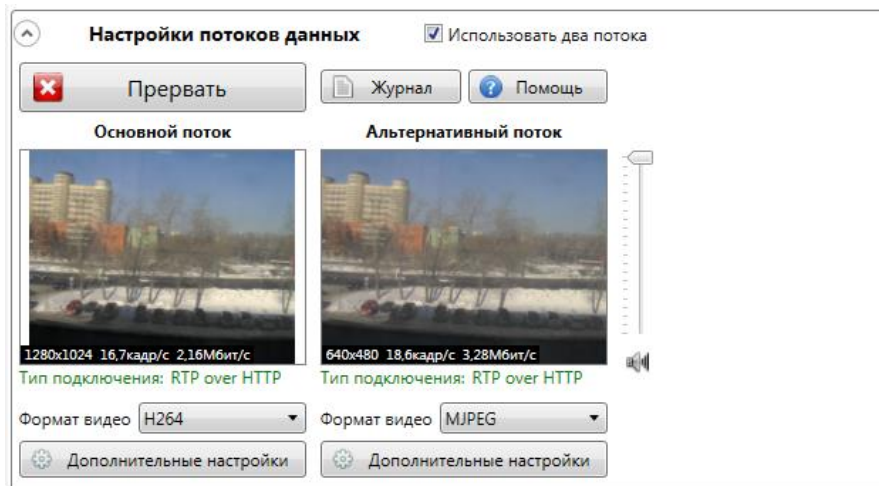 Настройки потоков данных Использовать два потока
Прервать Журнал Помощь
Основной поток Альтернативный поток
1280x1024 16,7кадр/с 2,16Мбит/с 640x480 18,6кадр/с 3,28Мбит/с
Тип подключения: RTP over HTTP Тип подключения: RTP over HTTP
Формат видео H264 Формат видео MJPEG
Дополнительные настройки Дополнительные настройки